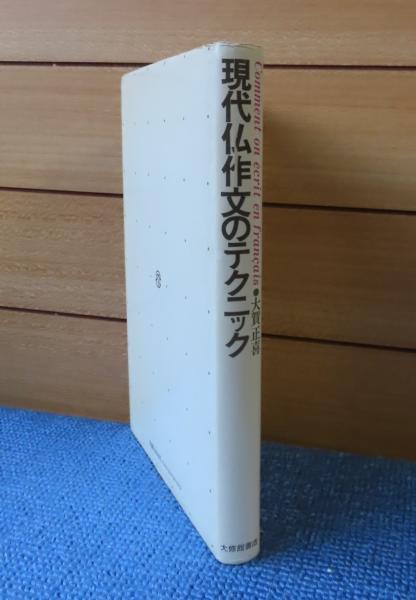 Comment on écrit en français
現代仏作文のテクニック
●大賀正喜
大修館書店